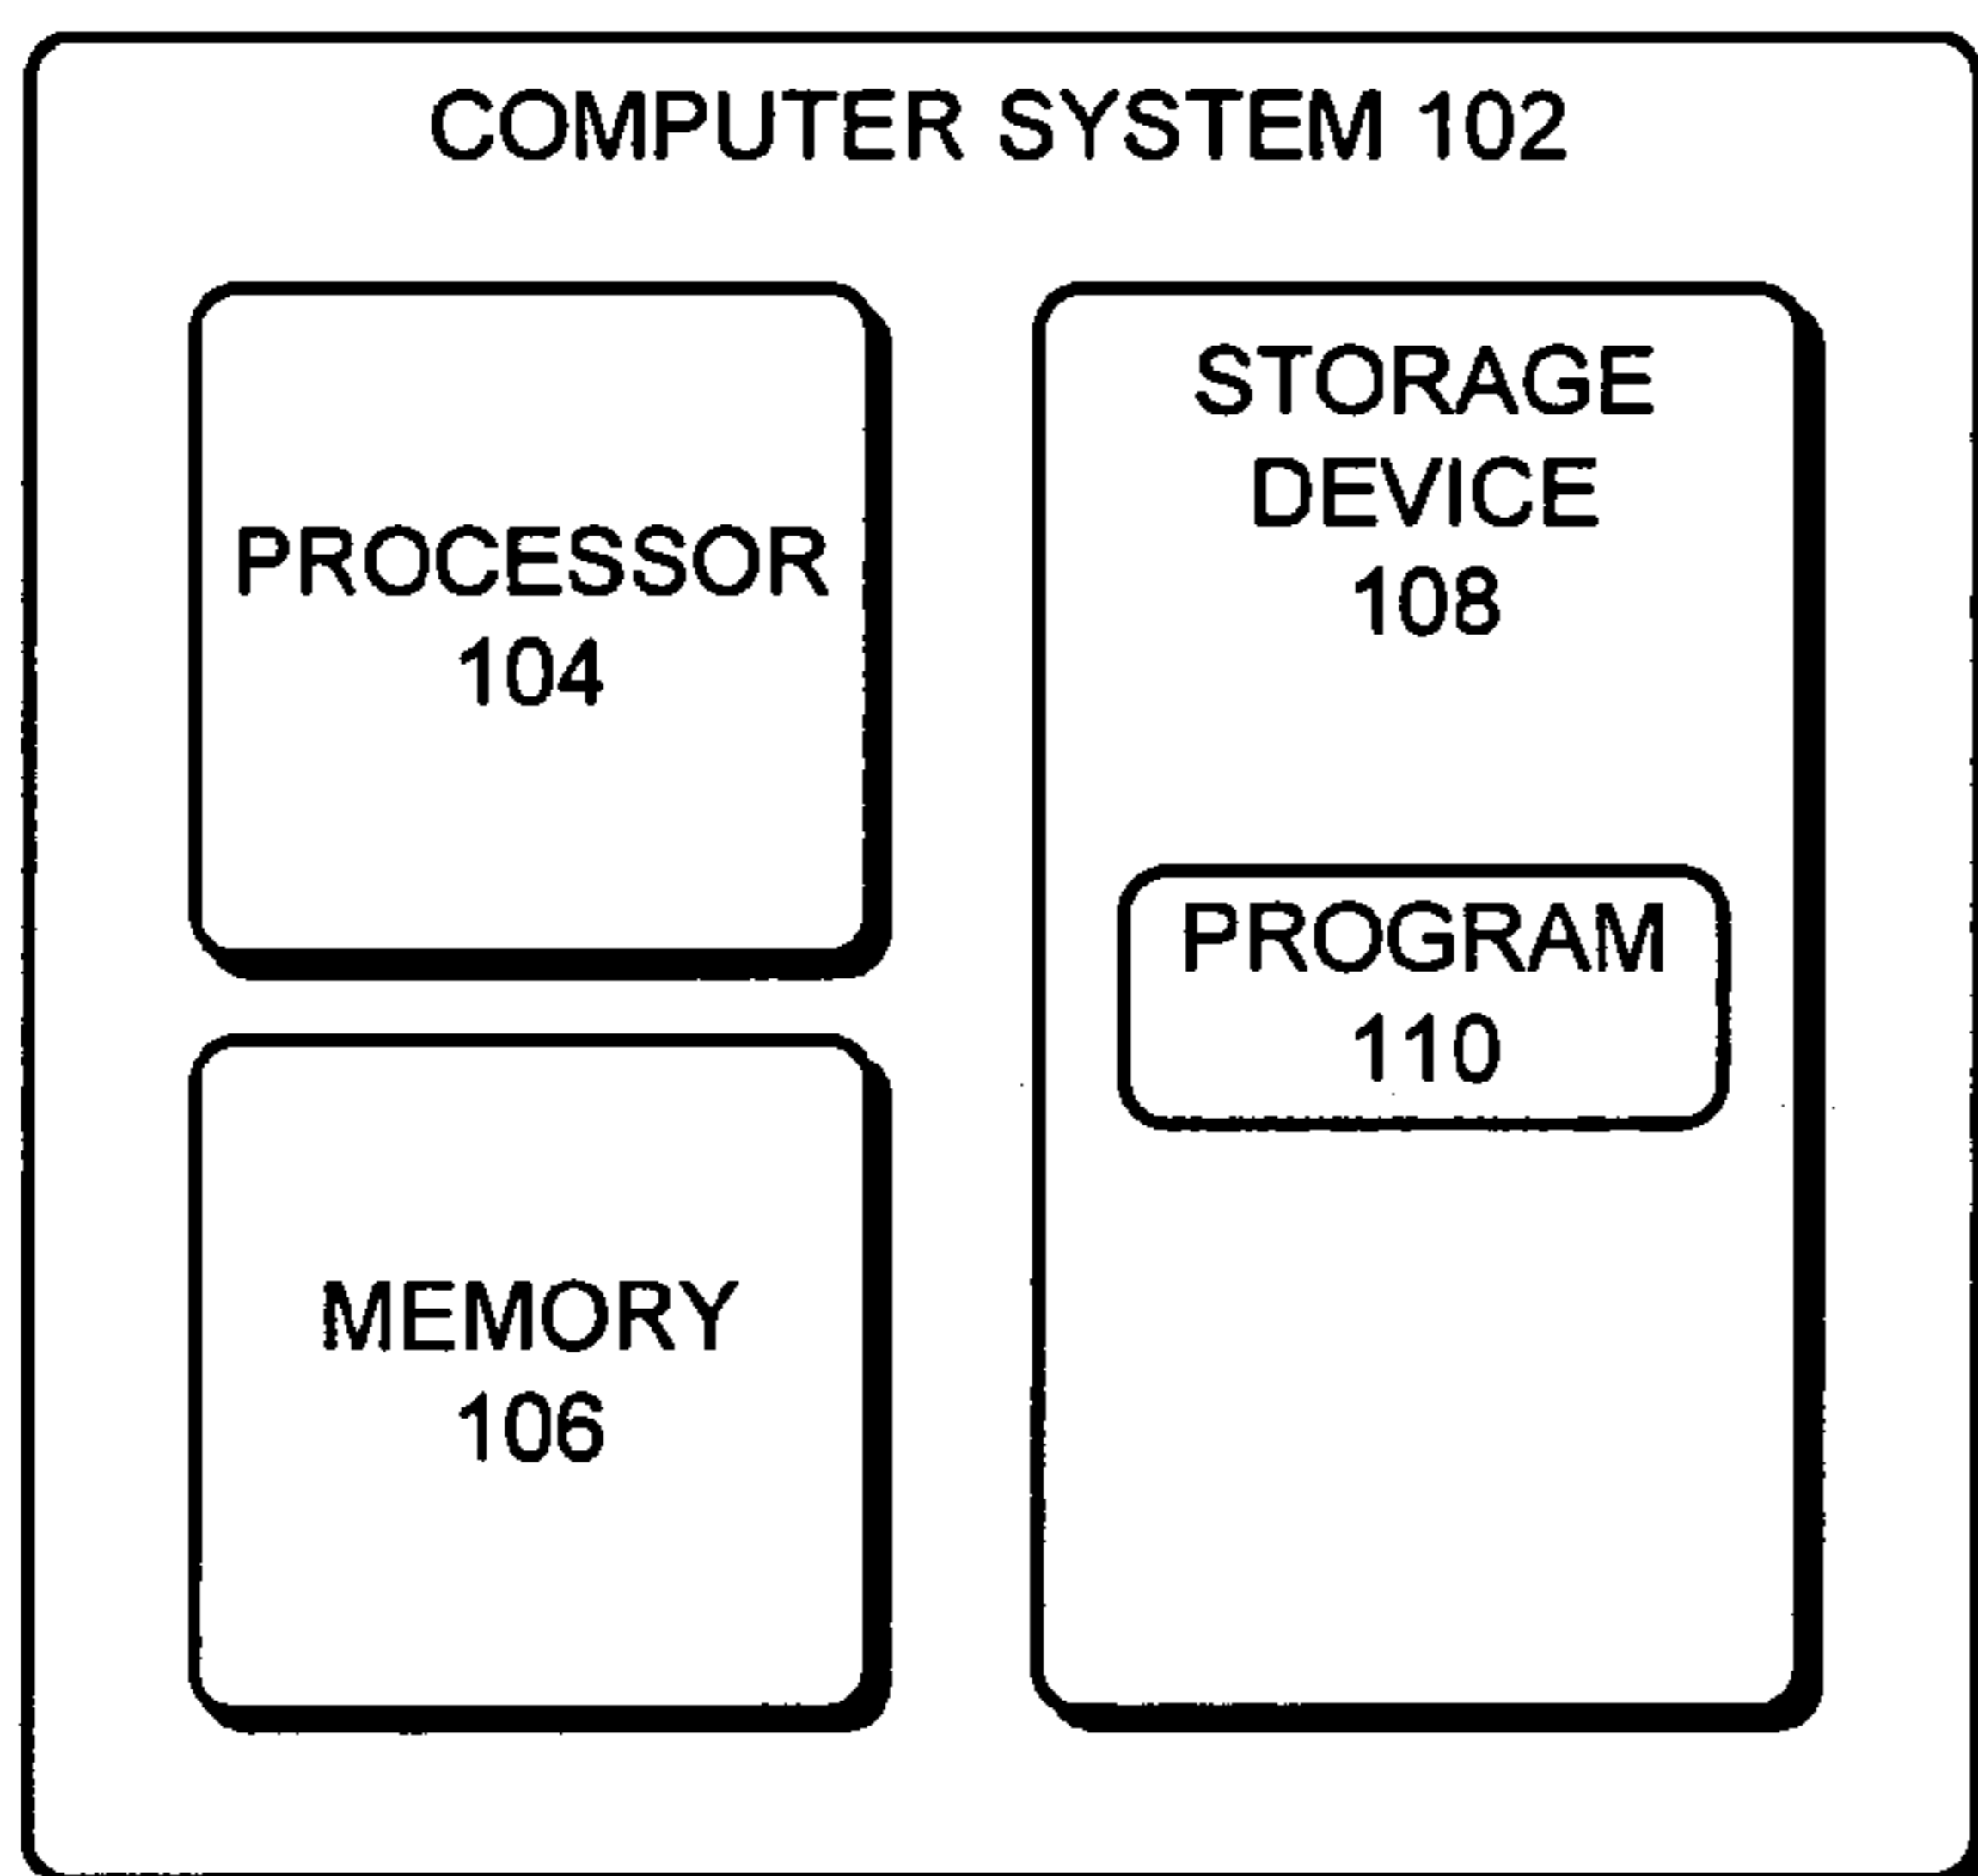 COMPUTER SYSTEM 102
PROCESSOR
104
MEMORY
106
STORAGE
DEVICE
108
PROGRAM
110